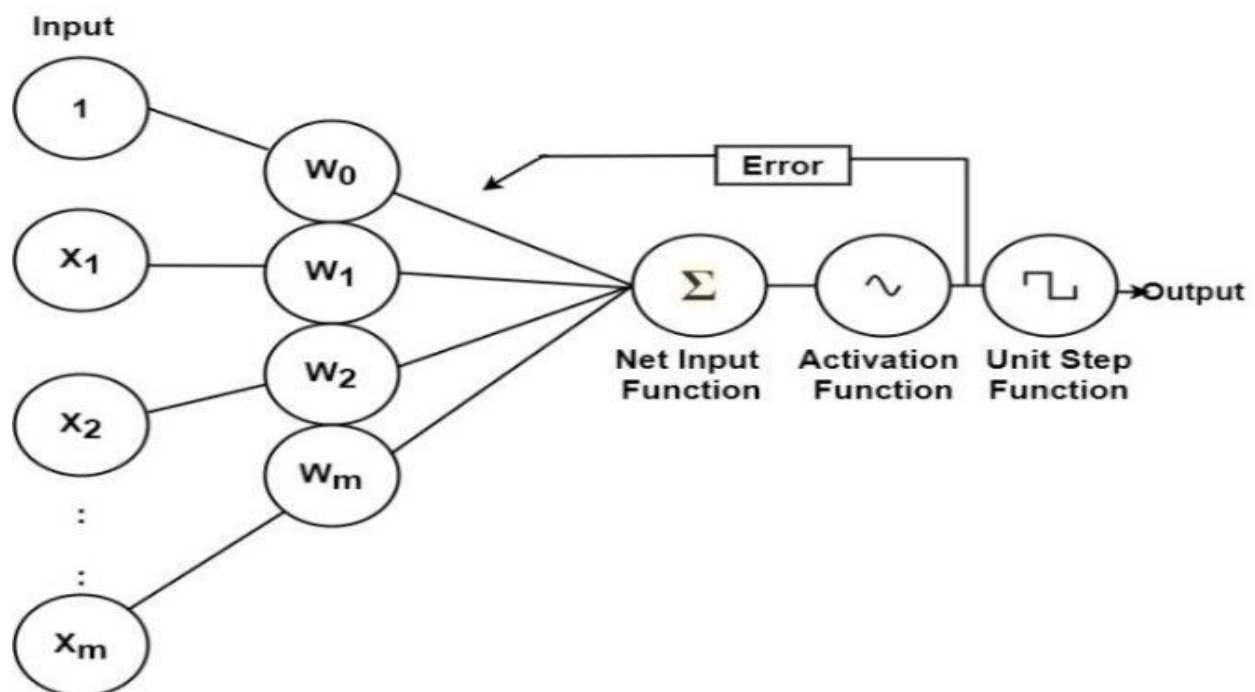 Input
1
W₀
Error
X₁
W₁
Σ
Output
Net Input
Function
Activation
Function
Unit Step
Function
W₂
X₂
Wₘ
:
:
Xₘ